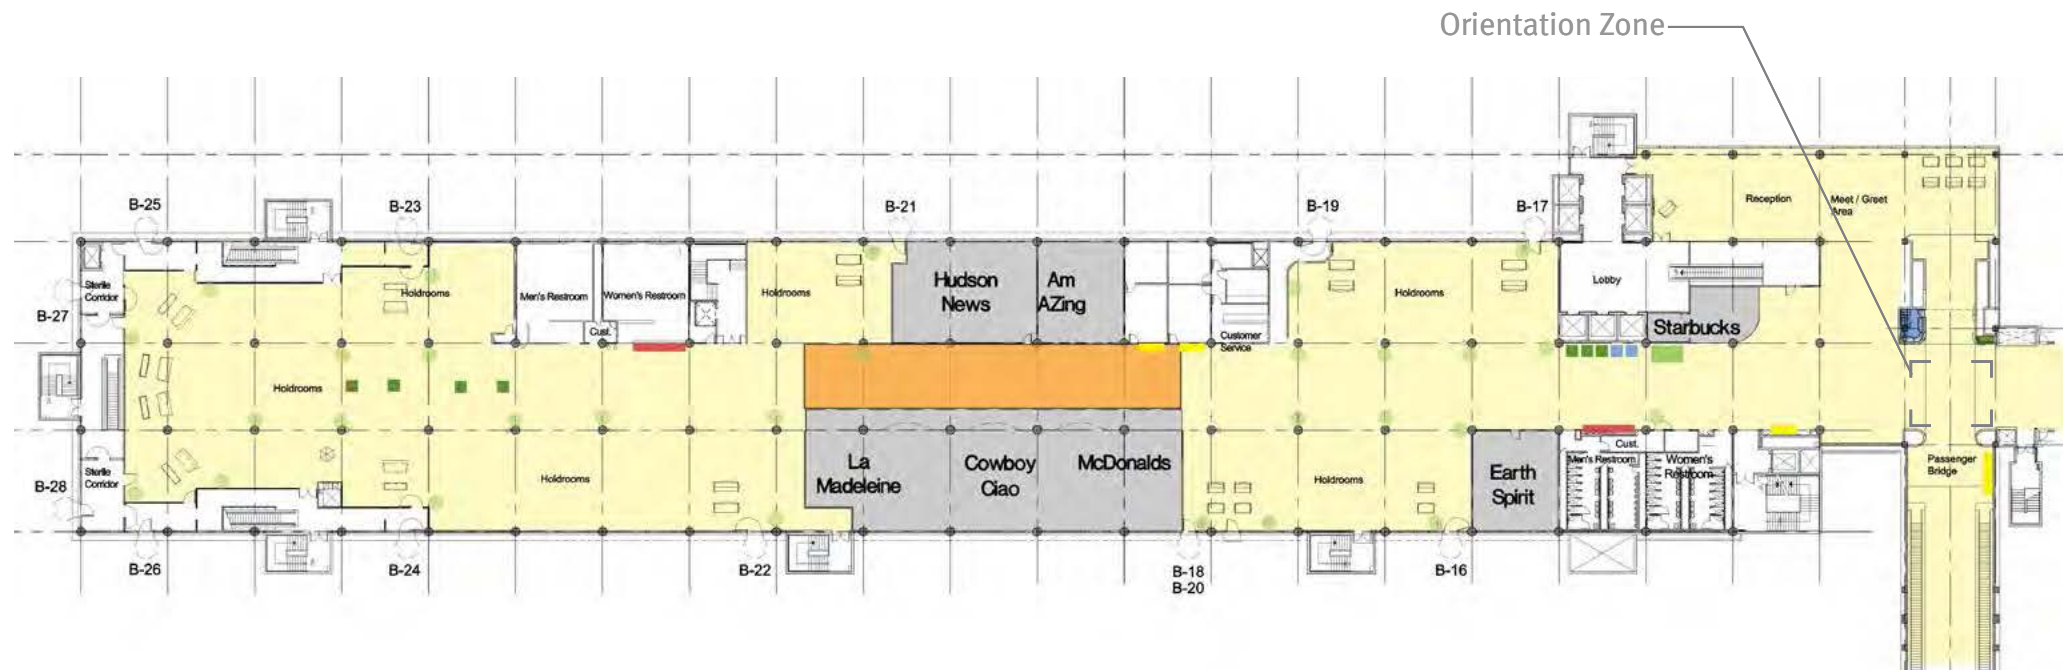 Orientation Zone
B-25
B-23
B-21
B-19
B-17
Reception
Meet / Greet
Area
Sterile
Corridor
Holdrooms
Men's Restroom
Women's Restroom
Cust.
Holdrooms
Hudson
News
Am
AZing
Customer
Service
Holdrooms
Lobby
Starbucks
B-27
Holdrooms
Sterile
Corridor
Holdrooms
La
Madeleine
Cowboy
Ciao
McDonalds
Holdrooms
Earth
Spirit
Cust.
Men's Restroom
Women's
Restroom
Passenger
Bridge
B-28
B-26
B-24
B-22
B-18
B-20
B-16